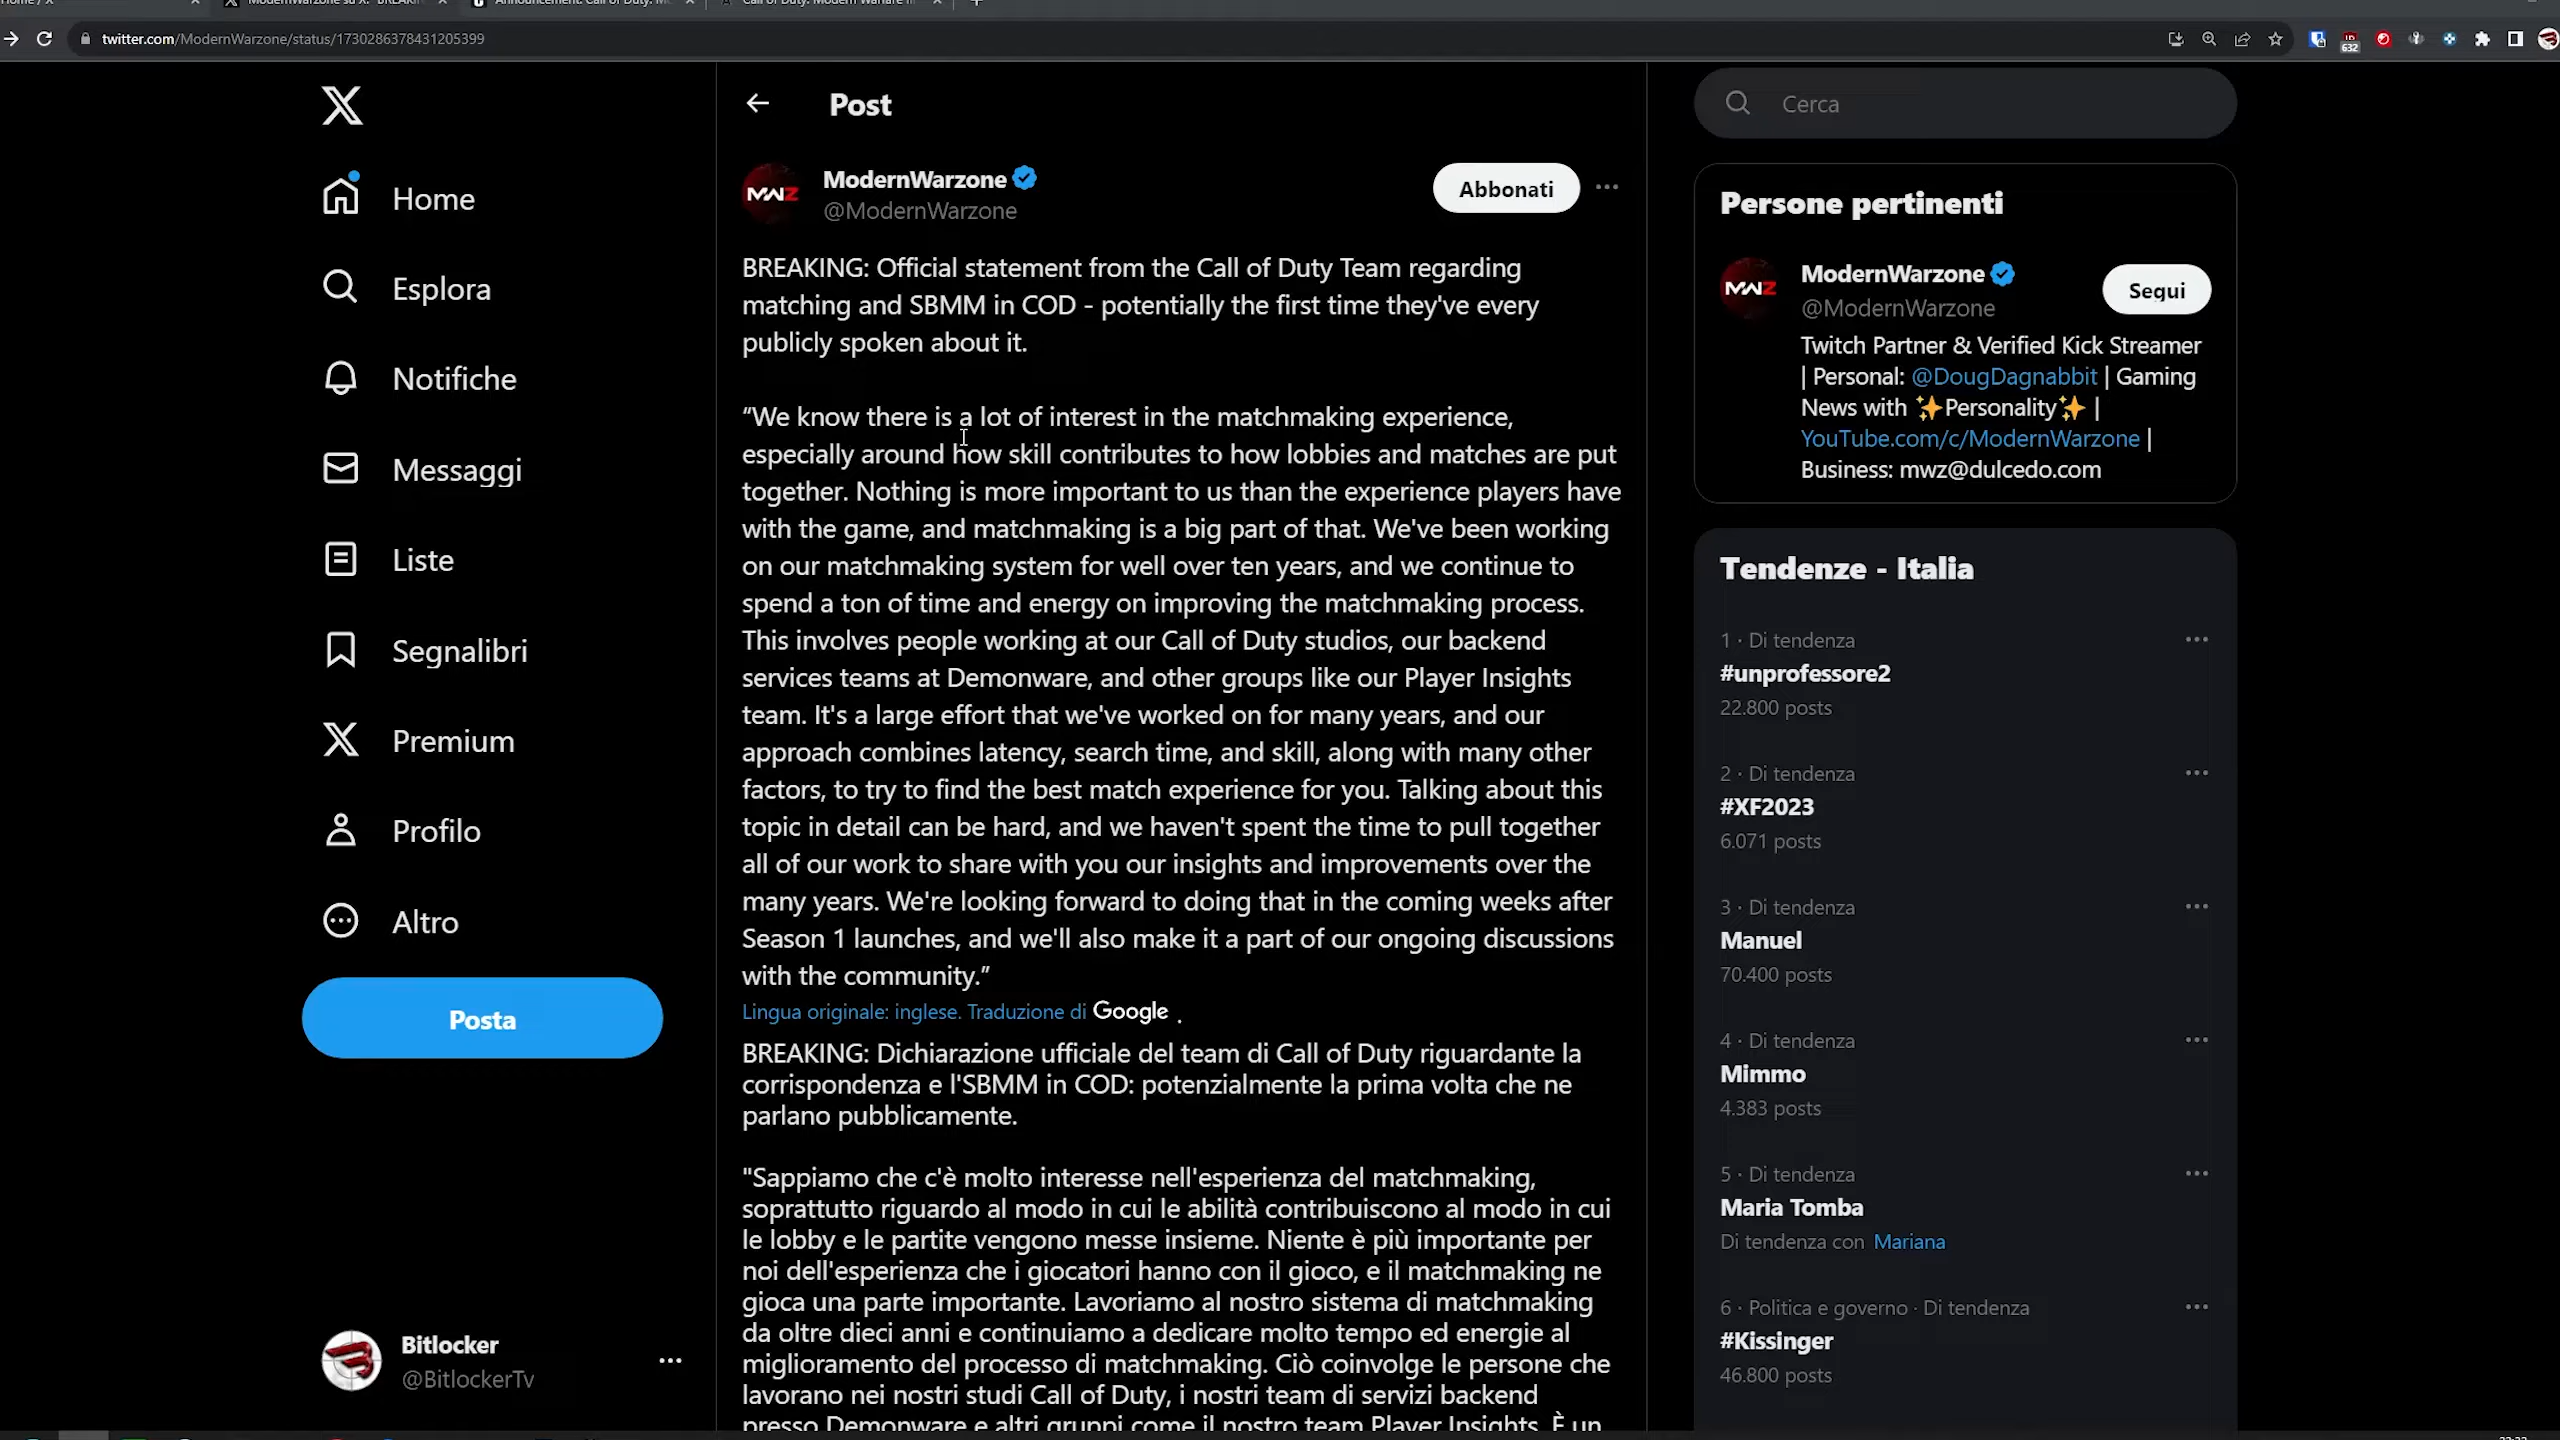 twitter.com/ModernWarzone/status/1730286378431205399
632
Home
Esplora
Notifiche
Messaggi
Liste
Segnalibri
Premium
Profilo
Altro
Posta
Bitlocker
@BitlockerTv
Post
MWZ
ModernWarzone
@ModernWarzone
Abbonati
BREAKING: Official statement from the Call of Duty Team regarding
matching and SBMM in COD - potentially the first time they've every
publicly spoken about it.
“We know there is a lot of interest in the matchmaking experience,
especially around how skill contributes to how lobbies and matches are put
together. Nothing is more important to us than the experience players have
with the game, and matchmaking is a big part of that. We've been working
on our matchmaking system for well over ten years, and we continue to
spend a ton of time and energy on improving the matchmaking process.
This involves people working at our Call of Duty studios, our backend
services teams at Demonware, and other groups like our Player Insights
team. It's a large effort that we've worked on for many years, and our
approach combines latency, search time, and skill, along with many other
factors, to try to find the best match experience for you. Talking about this
topic in detail can be hard, and we haven't spent the time to pull together
all of our work to share with you our insights and improvements over the
many years. We're looking forward to doing that in the coming weeks after
Season 1 launches, and we'll also make it a part of our ongoing discussions
with the community.”
Lingua originale: inglese. Traduzione di Google .
BREAKING: Dichiarazione ufficiale del team di Call of Duty riguardante la
corrispondenza e l'SBMM in COD: potenzialmente la prima volta che ne
parlano pubblicamente.
"Sappiamo che c'è molto interesse nell'esperienza del matchmaking,
soprattutto riguardo al modo in cui le abilità contribuiscono al modo in cui
le lobby e le partite vengono messe insieme. Niente è più importante per
noi dell'esperienza che i giocatori hanno con il gioco, e il matchmaking ne
gioca una parte importante. Lavoriamo al nostro sistema di matchmaking
da oltre dieci anni e continuiamo a dedicare molto tempo ed energie al
miglioramento del processo di matchmaking. Ciò coinvolge le persone che
lavorano nei nostri studi Call of Duty, i nostri team di servizi backend
presso Demonware e altri gruppi come il nostro team Player Insights. È un
Cerca
Persone pertinenti
MWZ
ModernWarzone
@ModernWarzone
Segui
Twitch Partner & Verified Kick Streamer
| Personal: @DougDagnabbit | Gaming
News with ✨Personality✨ |
YouTube.com/c/ModernWarzone |
Business: mwz@dulcedo.com
Tendenze - Italia
1 · Di tendenza
#unprofessore2
22.800 posts
2 · Di tendenza
#XF2023
6.071 posts
3 · Di tendenza
Manuel
70.400 posts
4 · Di tendenza
Mimmo
4.383 posts
5 · Di tendenza
Maria Tomba
Di tendenza con Mariana
6 · Politica e governo · Di tendenza
#Kissinger
46.800 posts